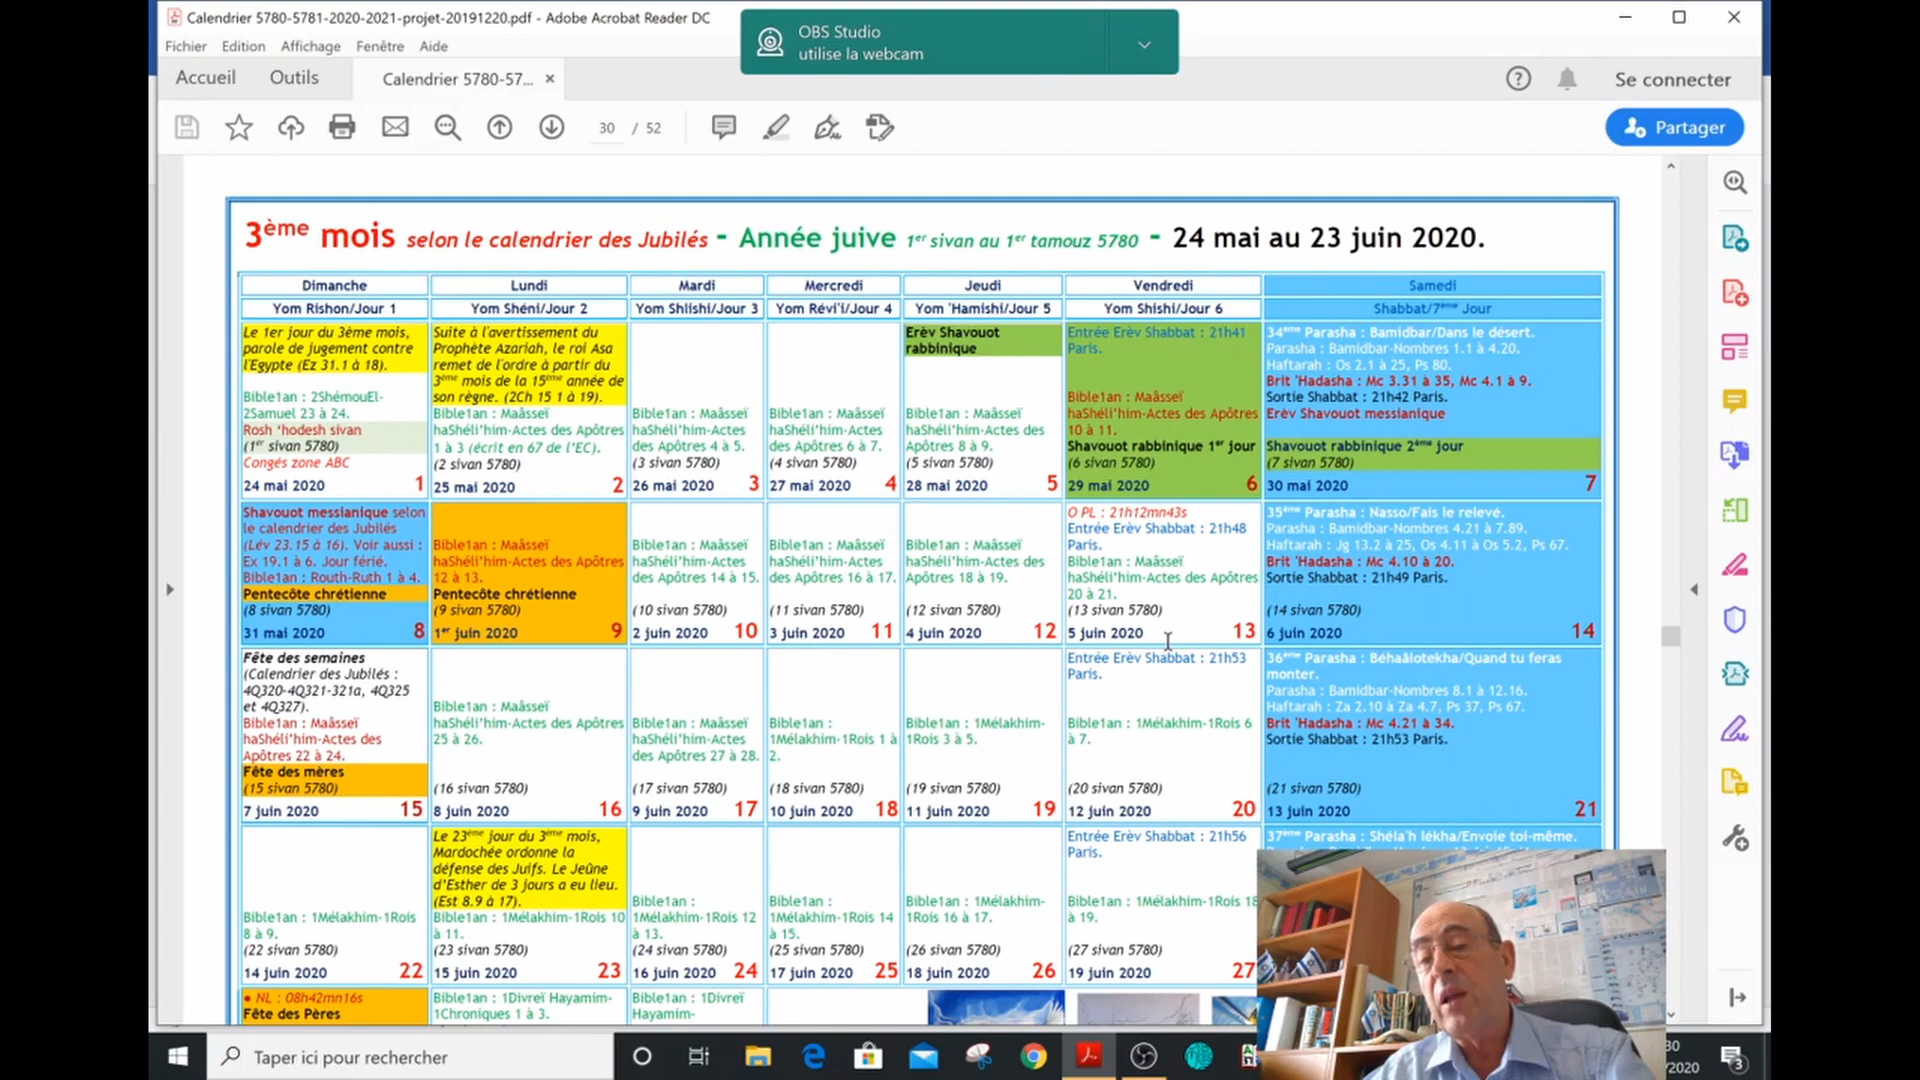 Calendrier 5780-5781-2020-2021-projet-20191220.pdf - Adobe Acrobat Reader DC
OBS Studio
utilise la webcam
Fichier Edition Affichage Fenêtre Aide
Accueil Outils Calendrier 5780-57... × Se connecter
30 / 52 Partager
3ème mois selon le calendrier des Jubilés - Année juive 1er sivan au 1er tamouz 5780 - 24 mai au 23 juin 2020.
Dimanche Lundi Mardi Mercredi Jeudi Vendredi Samedi
Yom Rishon/Jour 1 Yom Shéni/Jour 2 Yom Shlishi/Jour 3 Yom Révi'i/Jour 4 Yom 'Hamishi/Jour 5 Yom Shishi/Jour 6 Shabbat/7ème Jour
Le 1er jour du 3ème mois,
parole de jugement contre
l'Egypte (Ez 31.1 à 18).
Bible1an : 2ShémouEl-
2Samuel 23 à 24.
Rosh 'hodesh sivan
(1er sivan 5780)
Congés zone ABC
24 mai 2020 1
Suite à l'avertissement du
Prophète Azariah, le roi Asa
remet de l'ordre à partir du
3ème mois de la 15ème année de
son règne. (2Ch 15 1 à 19).
Bible1an : Maâsseï
haShéli'him-Actes des Apôtres
1 à 3 (écrit en 67 de l'EC).
(2 sivan 5780)
25 mai 2020 2
Bible1an : Maâsseï
haShéli'him-Actes
des Apôtres 4 à 5.
(3 sivan 5780)
26 mai 2020 3
Bible1an : Maâsseï
haShéli'him-Actes
des Apôtres 6 à 7.
(4 sivan 5780)
27 mai 2020 4
Erèv Shavouot
rabbinique
Bible1an : Maâsseï
haShéli'him-Actes des
Apôtres 8 à 9.
(5 sivan 5780)
28 mai 2020 5
Entrée Erèv Shabbat : 21h41
Paris.
Bible1an : Maâsseï
haShéli'him-Actes des Apôtres
10 à 11.
Shavouot rabbinique 1er jour
(6 sivan 5780)
29 mai 2020 6
34ème Parasha : Bamidbar/Dans le désert.
Parasha : Bamidbar-Nombres 1.1 à 4.20.
Haftarah : Os 2.1 à 25, Ps 80.
Brit 'Hadasha : Mc 3.31 à 35, Mc 4.1 à 9.
Sortie Shabbat : 21h42 Paris.
Erèv Shavouot messianique
Shavouot rabbinique 2ème jour
(7 sivan 5780)
30 mai 2020 7
Shavouot messianique selon
le calendrier des Jubilés
(Lév 23.15 à 16). Voir aussi :
Ex 19.1 à 6. Jour férié.
Bible1an : Routh-Ruth 1 à 4.
Pentecôte chrétienne
(8 sivan 5780)
31 mai 2020 8
Bible1an : Maâsseï
haShéli'him-Actes des Apôtres
12 à 13.
Pentecôte chrétienne
(9 sivan 5780)
1er juin 2020 9
Bible1an : Maâsseï
haShéli'him-Actes
des Apôtres 14 à 15.
(10 sivan 5780)
2 juin 2020 10
Bible1an : Maâsseï
haShéli'him-Actes
des Apôtres 16 à 17.
(11 sivan 5780)
3 juin 2020 11
Bible1an : Maâsseï
haShéli'him-Actes des
Apôtres 18 à 19.
(12 sivan 5780)
4 juin 2020 12
O PL : 21h12mn43s
Entrée Erèv Shabbat : 21h48
Paris.
Bible1an : Maâsseï
haShéli'him-Actes des Apôtres
20 à 21.
(13 sivan 5780)
5 juin 2020 13
35ème Parasha : Nasso/Fais le relevé.
Parasha : Bamidbar-Nombres 4.21 à 7.89.
Haftarah : Jg 13.2 à 25, Os 4.11 à Os 5.2, Ps 67.
Brit 'Hadasha : Mc 4.10 à 20.
Sortie Shabbat : 21h49 Paris.
(14 sivan 5780)
6 juin 2020 14
Fête des semaines
(Calendrier des Jubilés :
4Q320-4Q321-321a, 4Q325
et 4Q327).
Bible1an : Maâsseï
haShéli'him-Actes des
Apôtres 22 à 24.
Fête des mères
(15 sivan 5780)
7 juin 2020 15
Bible1an : Maâsseï
haShéli'him-Actes des Apôtres
25 à 26.
(16 sivan 5780)
8 juin 2020 16
Bible1an : Maâsseï
haShéli'him-Actes
des Apôtres 27 à 28.
(17 sivan 5780)
9 juin 2020 17
Bible1an :
1Mélakhim-1Rois 1 à
2.
(18 sivan 5780)
10 juin 2020 18
Bible1an : 1Mélakhim-
1Rois 3 à 5.
(19 sivan 5780)
11 juin 2020 19
Entrée Erèv Shabbat : 21h53
Paris.
Bible1an : 1Mélakhim-1Rois 6
à 7.
(20 sivan 5780)
12 juin 2020 20
36ème Parasha : Béhaâlotekha/Quand tu feras
monter.
Parasha : Bamidbar-Nombres 8.1 à 12.16.
Haftarah : Za 2.10 à Za 4.7, Ps 37, Ps 67.
Brit 'Hadasha : Mc 4.21 à 34.
Sortie Shabbat : 21h53 Paris.
(21 sivan 5780)
13 juin 2020 21
Bible1an : 1Mélakhim-1Rois
8 à 9.
(22 sivan 5780)
14 juin 2020 22
Le 23ème jour du 3ème mois,
Mardochée ordonne la
défense des Juifs. Le Jeûne
d'Esther de 3 jours a eu lieu.
(Est 8.9 à 17).
Bible1an : 1Mélakhim-1Rois 10
à 11.
(23 sivan 5780)
15 juin 2020 23
Bible1an :
1Mélakhim-1Rois 12
à 13.
(24 sivan 5780)
16 juin 2020 24
Bible1an :
1Mélakhim-1Rois 14
à 15.
(25 sivan 5780)
17 juin 2020 25
Bible1an : 1Mélakhim-
1Rois 16 à 17.
(26 sivan 5780)
18 juin 2020 26
Entrée Erèv Shabbat : 21h56
Paris.
Bible1an : 1Mélakhim-1Rois 18
à 19.
(27 sivan 5780)
19 juin 2020 27
37ème Parasha : Shéla'h lékha/Envoie toi-même.
● NL : 08h42mn16s
Fête des Pères
Bible1an : 1Divreï Hayamim-
1Chroniques 1 à 3.
Bible1an : 1Divreï
Hayamim-
Taper ici pour rechercher
30
/2020
3